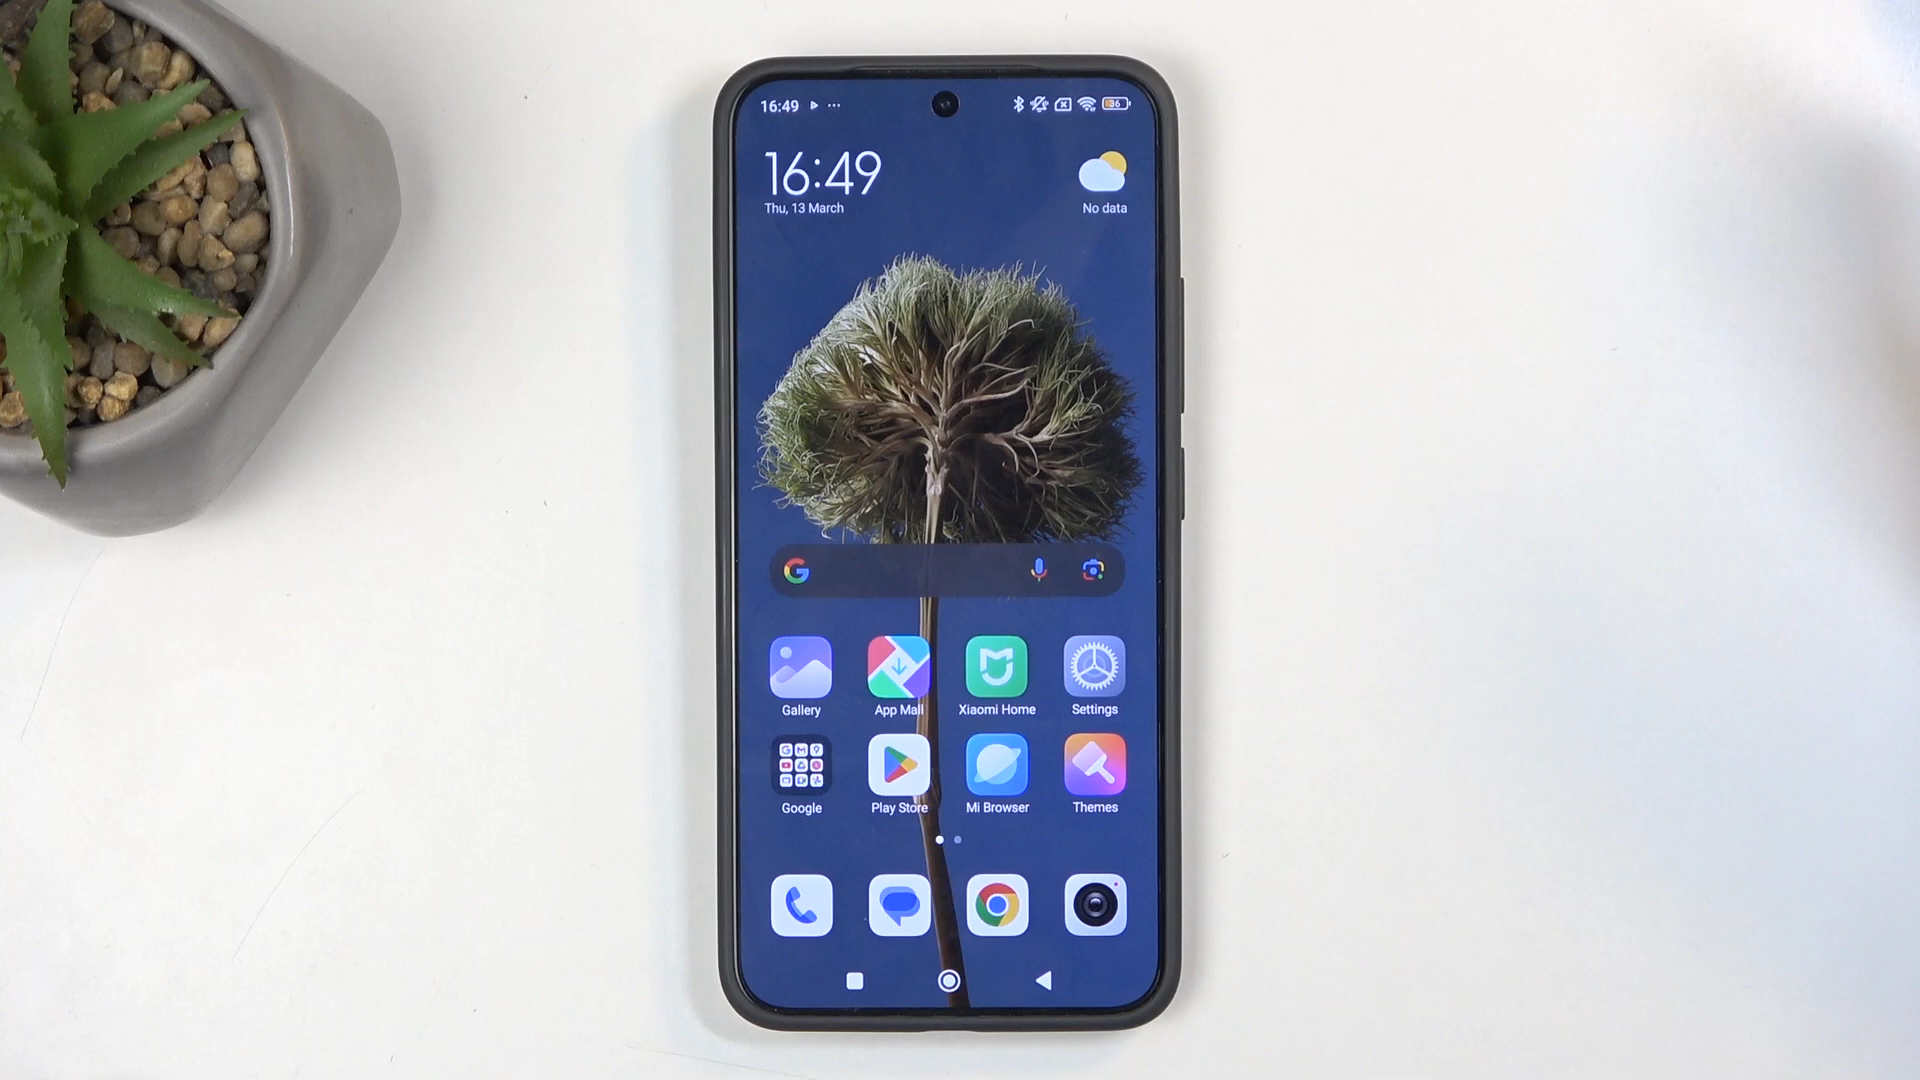 16:49
36
16:49
Thu, 13 March
No data
Gallery
App Mall
Xiaomi Home
Settings
Google
Play Store
Mi Browser
Themes